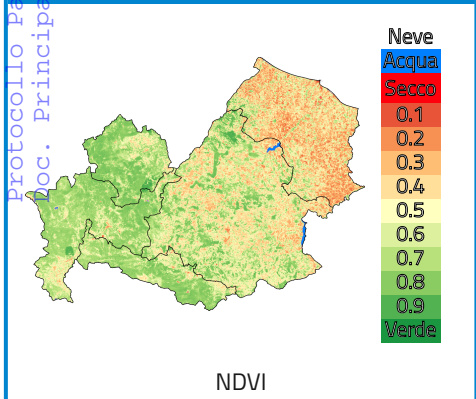 Protocollo Pa
Doc. Principa
Neve
Acqua
Secco
0.1
0.2
0.3
0.4
0.5
0.6
0.7
0.8
0.9
Verde
NDVI